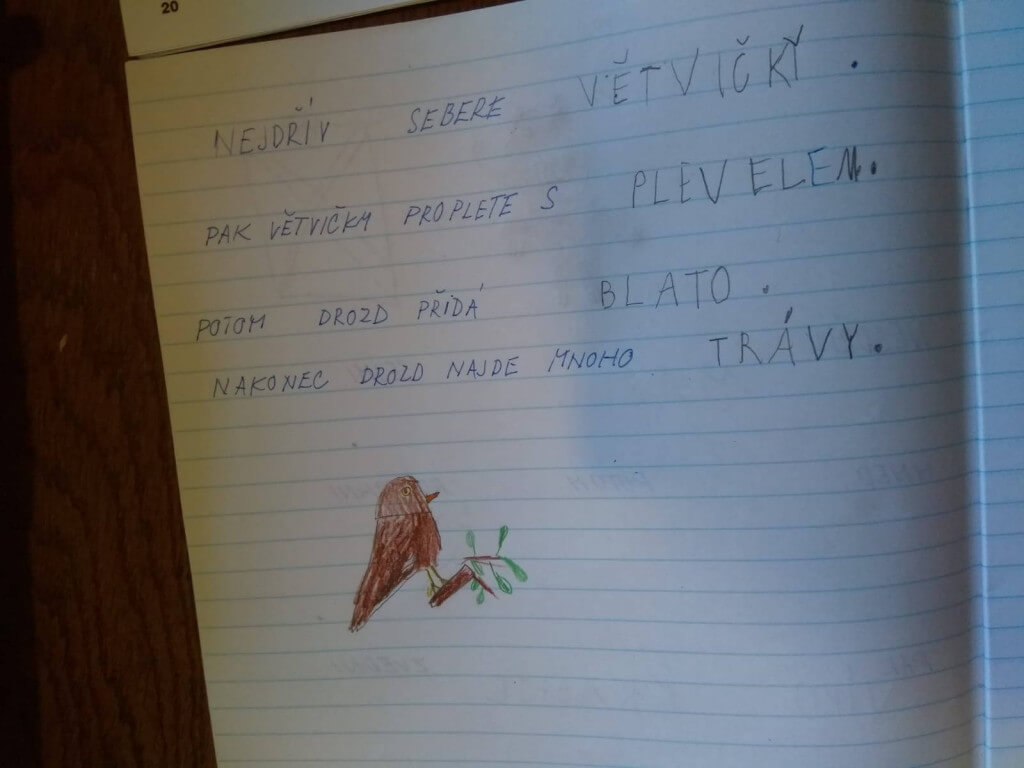 20
NEJDŘÍV SEBERE VĚTVIČKY.
PAK VĚTVIČKY PROPLETE S PLEVELEM.
POTOM DROZD PŘIDÁ BLATO.
NAKONEC DROZD NAJDE MNOHO TRÁVY.